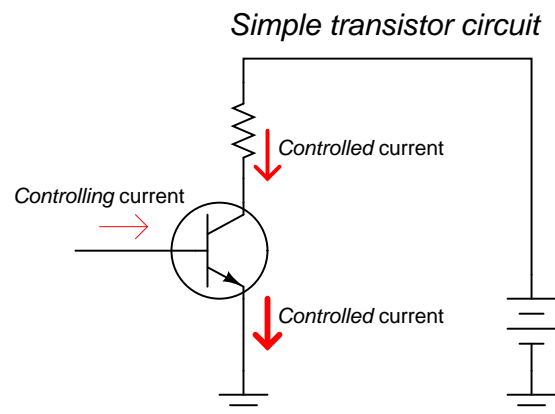 Simple transistor circuit
Controlled current
Controlling current
Controlled current